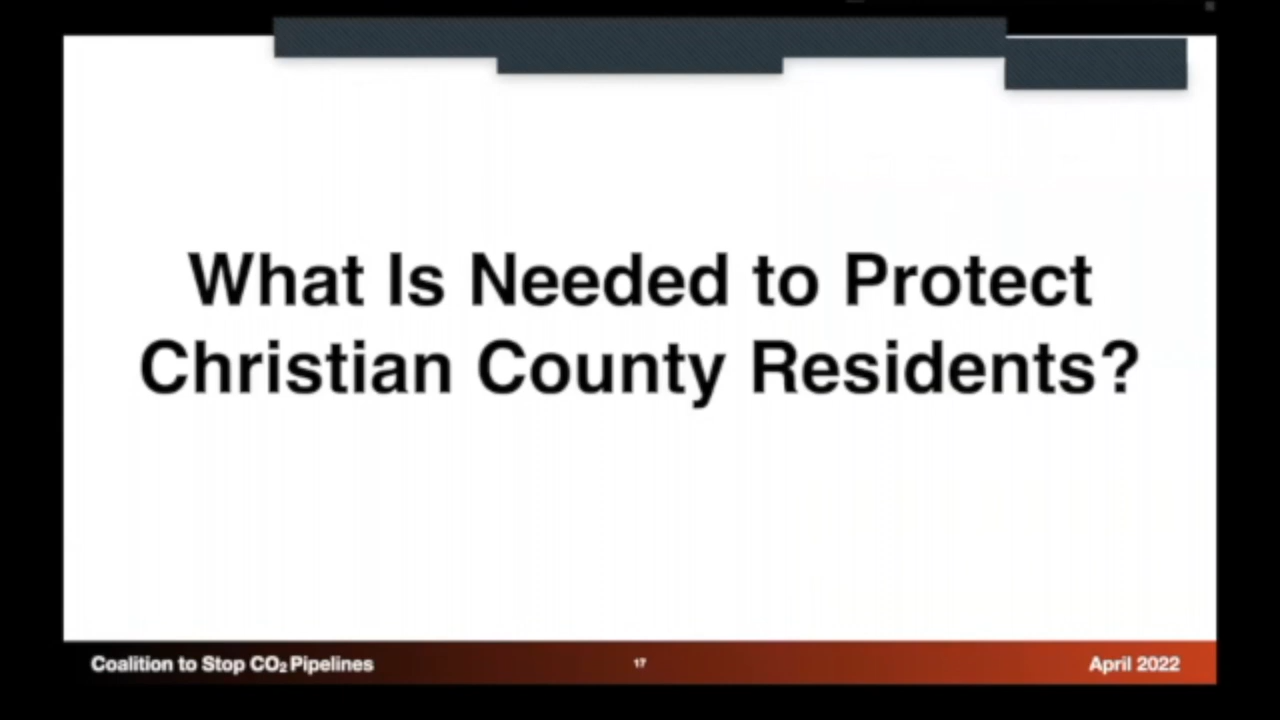 What Is Needed to Protect
Christian County Residents?
Coalition to Stop CO₂ Pipelines
17
April 2022